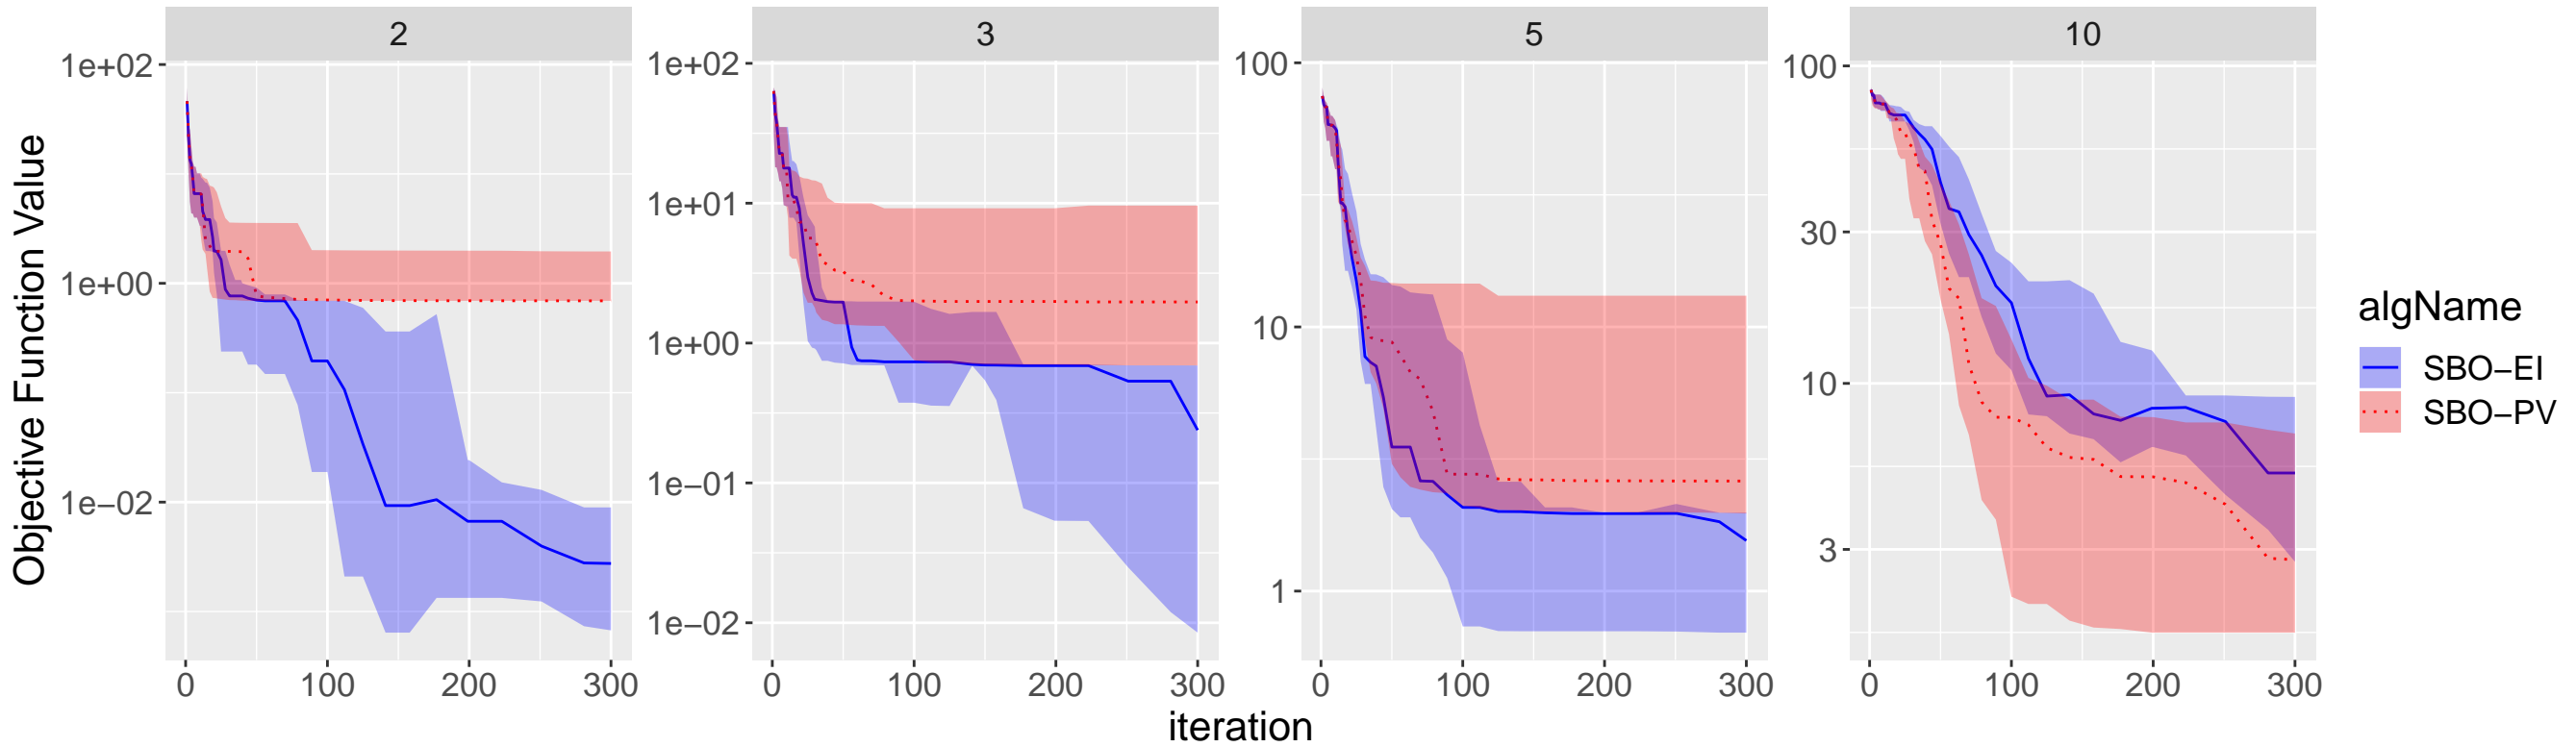 2
3
5
10
Objective Function Value
1e+02
1e+00
1e−02
1e+02
1e+01
1e+00
1e−01
1e−02
100
10
1
100
30
10
3
0 100 200 300
0 100 200 300
0 100 200 300
0 100 200 300
iteration
algName
SBO−EI
SBO−PV